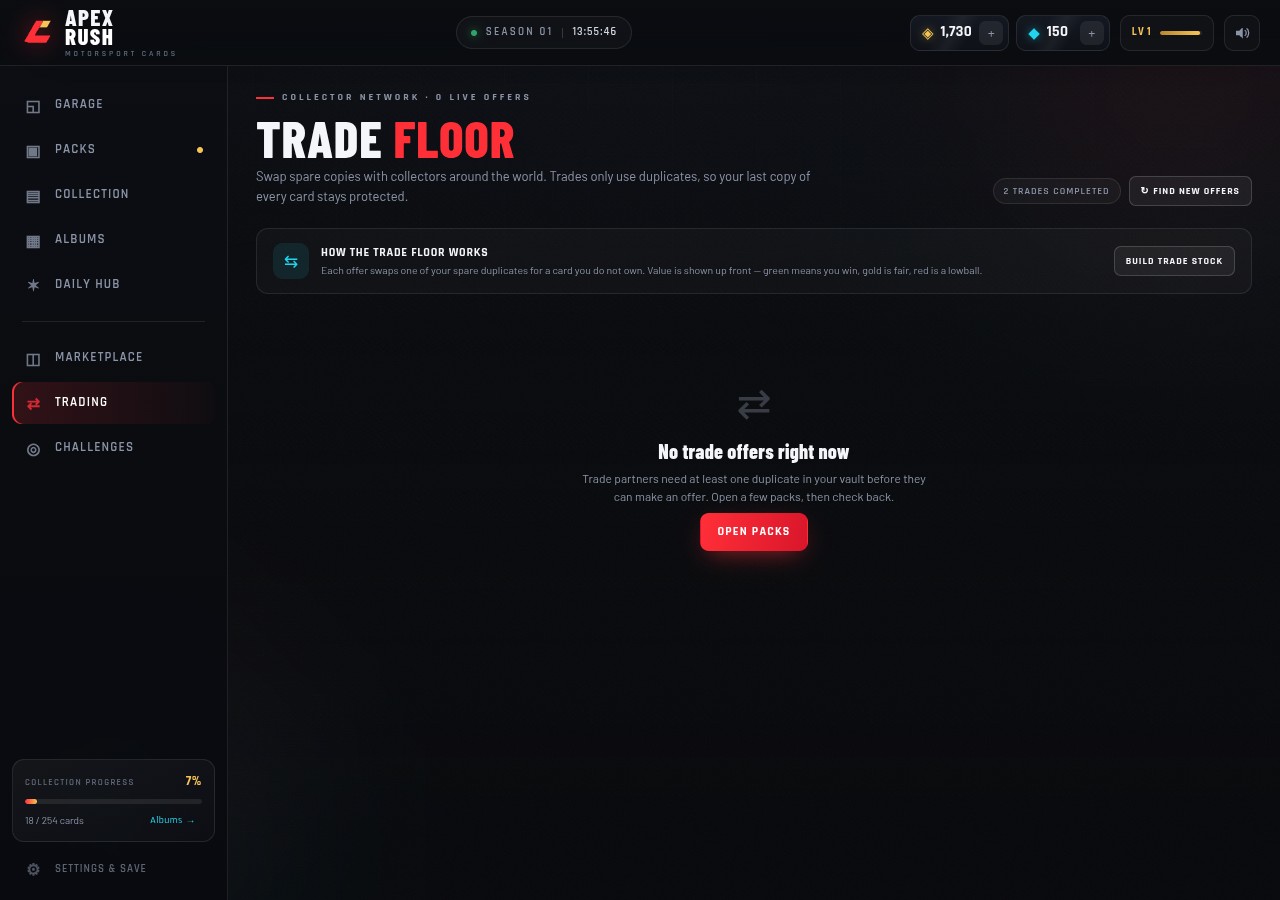 APEX
RUSH
MOTORSPORT CARDS
SEASON 01 | 13:55:46
1,730 +
150 +
LV 1
GARAGE
PACKS
COLLECTION
ALBUMS
DAILY HUB
MARKETPLACE
TRADING
CHALLENGES
COLLECTION PROGRESS 7%
18 / 254 cards Albums →
SETTINGS & SAVE
COLLECTOR NETWORK · 0 LIVE OFFERS
TRADE FLOOR
Swap spare copies with collectors around the world. Trades only use duplicates, so your last copy of
every card stays protected.
2 TRADES COMPLETED
↻ FIND NEW OFFERS
HOW THE TRADE FLOOR WORKS
Each offer swaps one of your spare duplicates for a card you do not own. Value is shown up front — green means you win, gold is fair, red is a lowball.
BUILD TRADE STOCK
No trade offers right now
Trade partners need at least one duplicate in your vault before they
can make an offer. Open a few packs, then check back.
OPEN PACKS